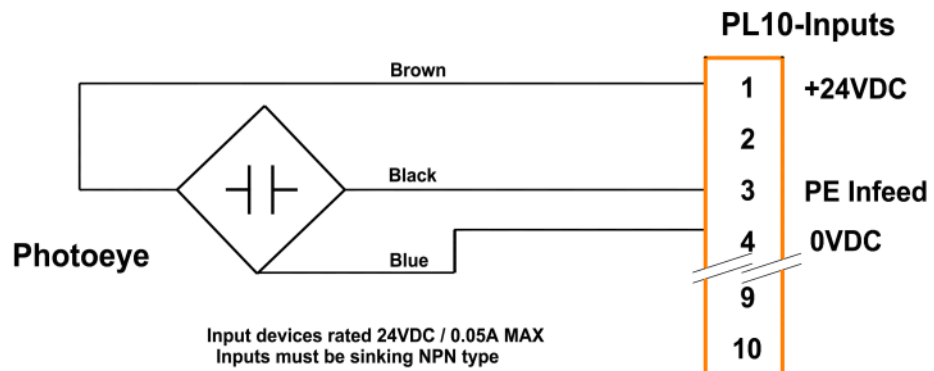 PL10-Inputs
Brown
1 +24VDC
2
Black
3 PE Infeed
Photoeye
Blue
4 0VDC
9
Input devices rated 24VDC / 0.05A MAX
Inputs must be sinking NPN type
10